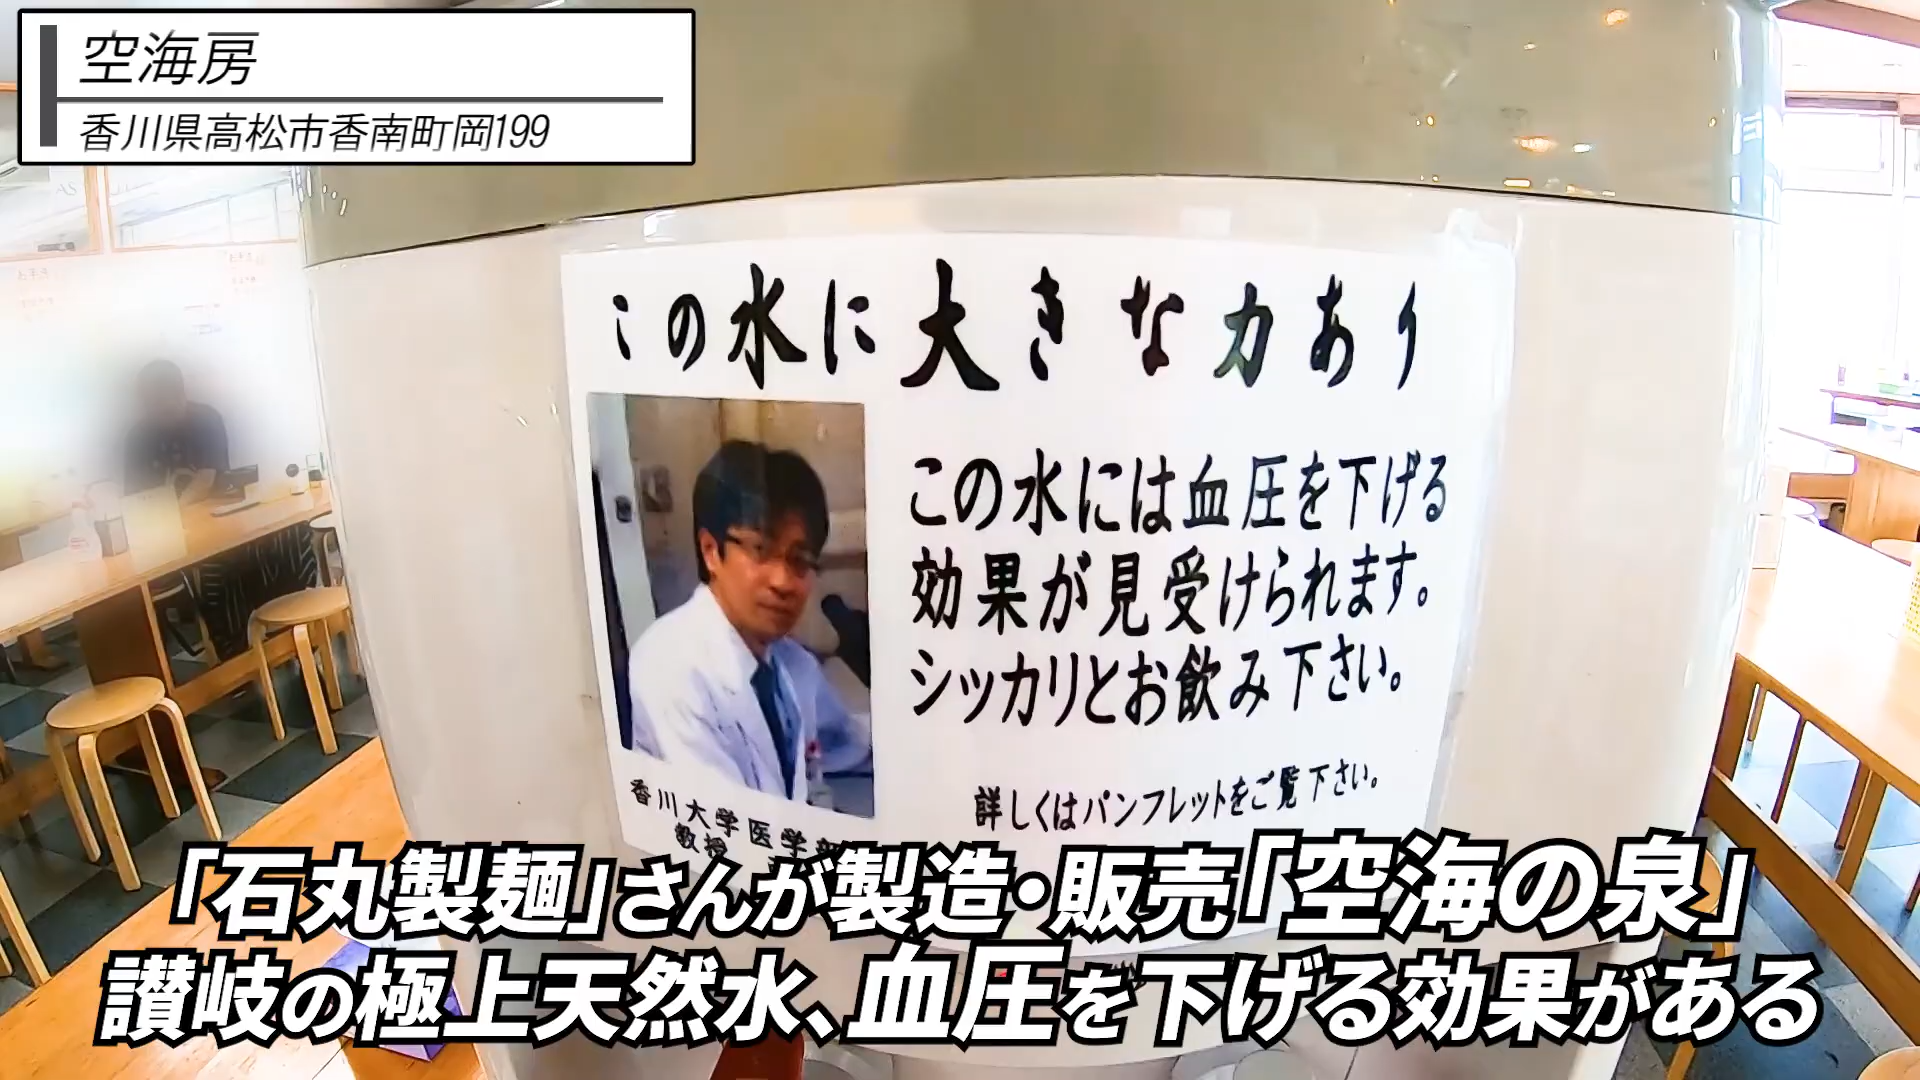 空海房
香川県高松市香南町岡199
この水に大きな力あり
この水には血圧を下げる
効果が見受けられます。
シッカリとお飲み下さい。
詳しくはパンフレットをご覧下さい。
香川大学医学部
教授
「石丸製麺」さんが製造・販売「空海の泉」
讃岐の極上天然水、血圧を下げる効果がある